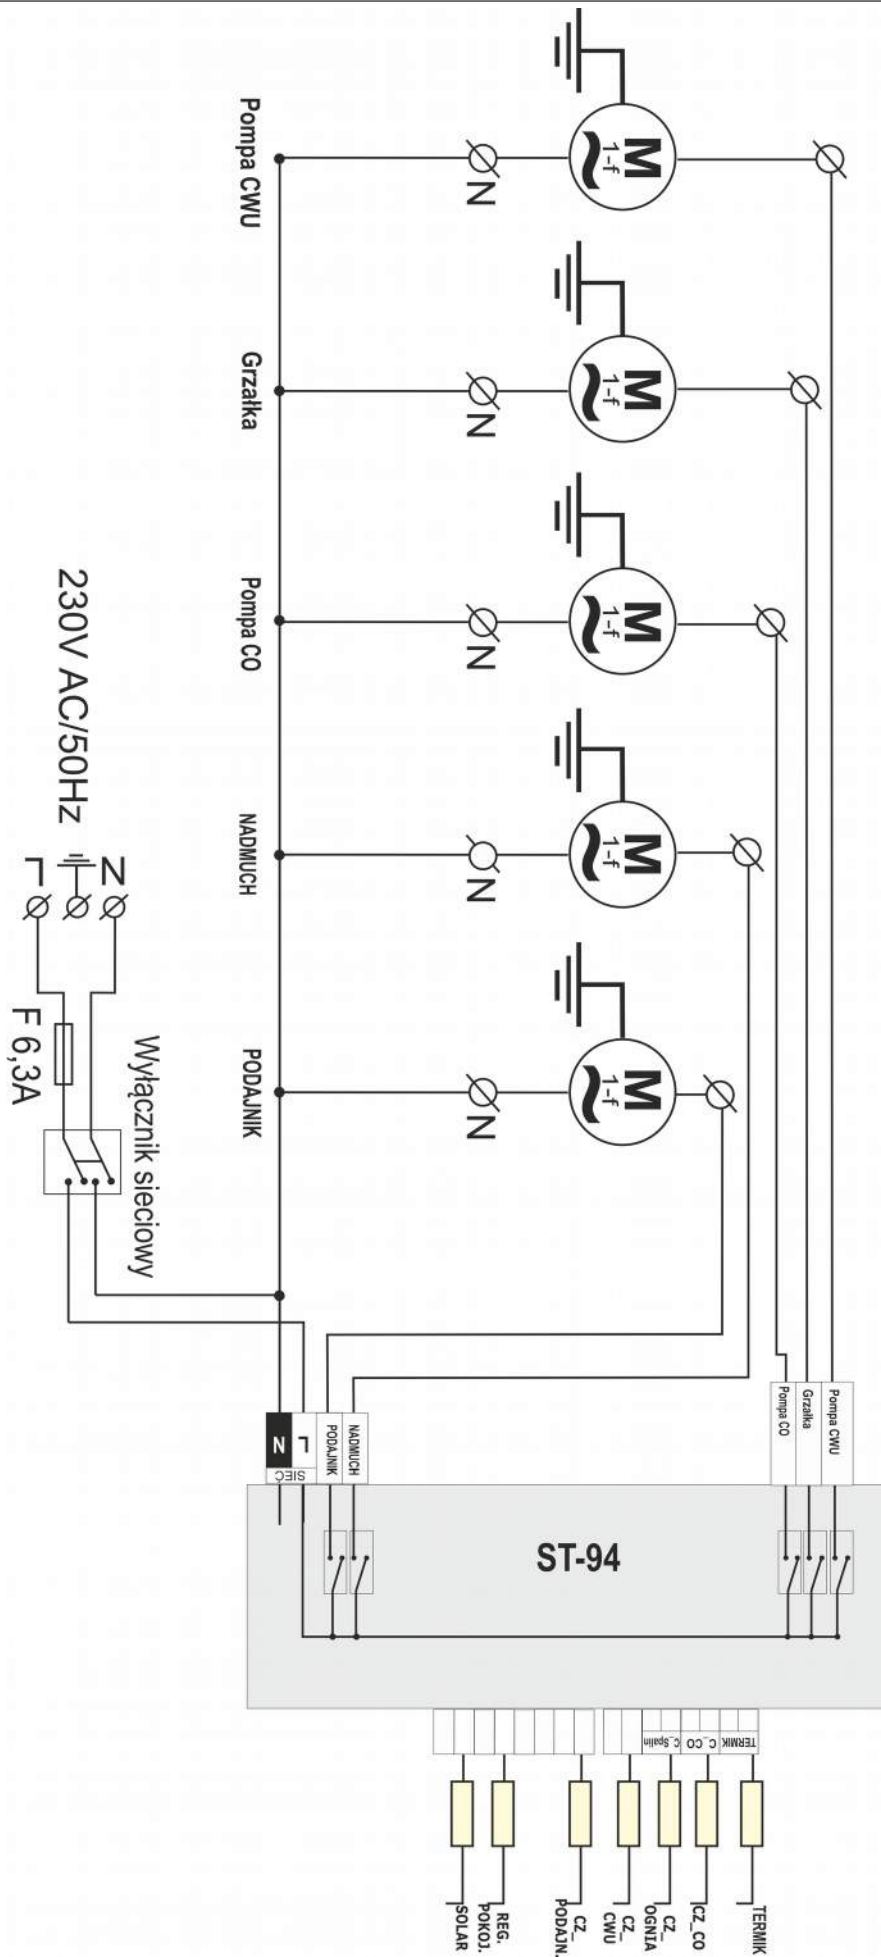 Pompa CWU
N
M
1-f
Grzałka
N
M
1-f
Pompa CO
N
M
1-f
NADMUCH
N
M
1-f
PODAJNIK
N
M
1-f
230V AC/50Hz
N
L
F 6,3A
Wyłącznik sieciowy
Pompa CWU
Grzałka
Pompa CO
NADMUCH
PODAJNIK
L
N
SIEĆ
ST-94
TERMIK
C_CO
C_Spalin
TERMIK
CZ_CO
CZ_
OGNIA
CZ_
CWU
CZ_
PODAJN.
REG.
POKOJ.
SOLAR